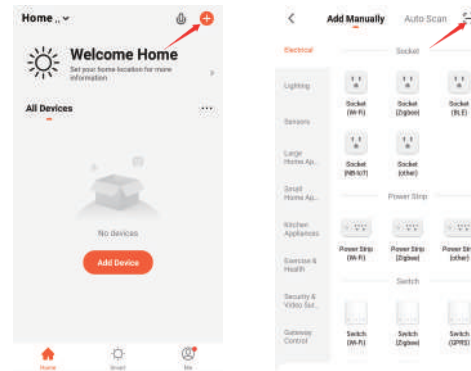 Home ..
Welcome Home
Set your home location for more
information
All Devices
No devices
Add Device
Home
Smart
Me
Add Manually
Auto Scan
Electrical
Lighting
Sensors
Large
Home Ap...
Small
Home Ap...
Kitchen
Appliances
Exercise &
Health
Security &
Video Sur...
Gateway
Control
Socket
Socket
(Wi-Fi)
Socket
(Zigbee)
Socket
(BLE)
Socket
(NB-IoT)
Socket
(other)
Power Strip
Power Strip
(Wi-Fi)
Power Strip
(Zigbee)
Power Str
(other)
Switch
Switch
(Wi-Fi)
Switch
(Zigbee)
Switch
(GPRS)